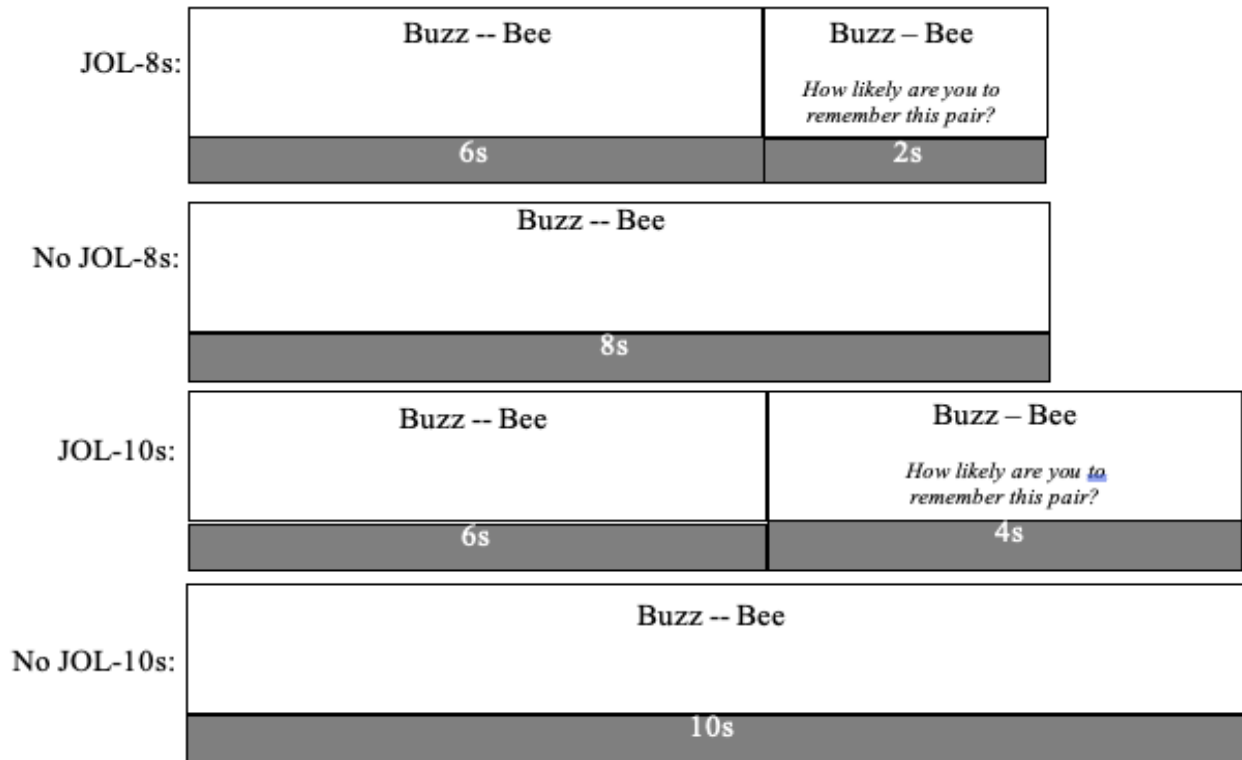 JOL-8s:
Buzz -- Bee
6s
Buzz – Bee
How likely are you to
remember this pair?
2s
No JOL-8s:
Buzz -- Bee
8s
JOL-10s:
Buzz -- Bee
6s
Buzz – Bee
How likely are you to
remember this pair?
4s
No JOL-10s:
Buzz -- Bee
10s